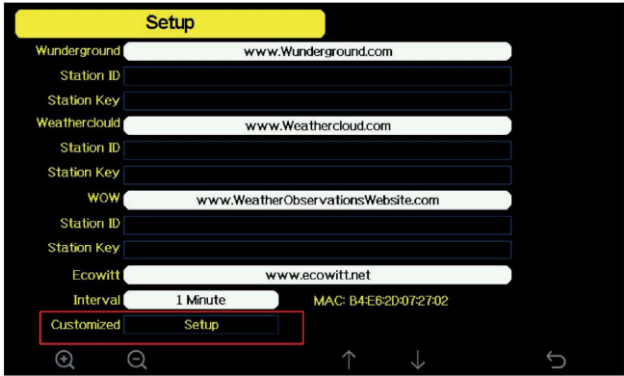 Setup
Wunderground www.Wunderground.com
Station ID
Station Key
Weatherclould www.Weathercloud.com
Station ID
Station Key
WOW www.WeatherObservationsWebsite.com
Station ID
Station Key
Ecowitt www.ecowitt.net
Interval 1 Minute MAC: B4:E6:2D:07:27:02
Customized Setup